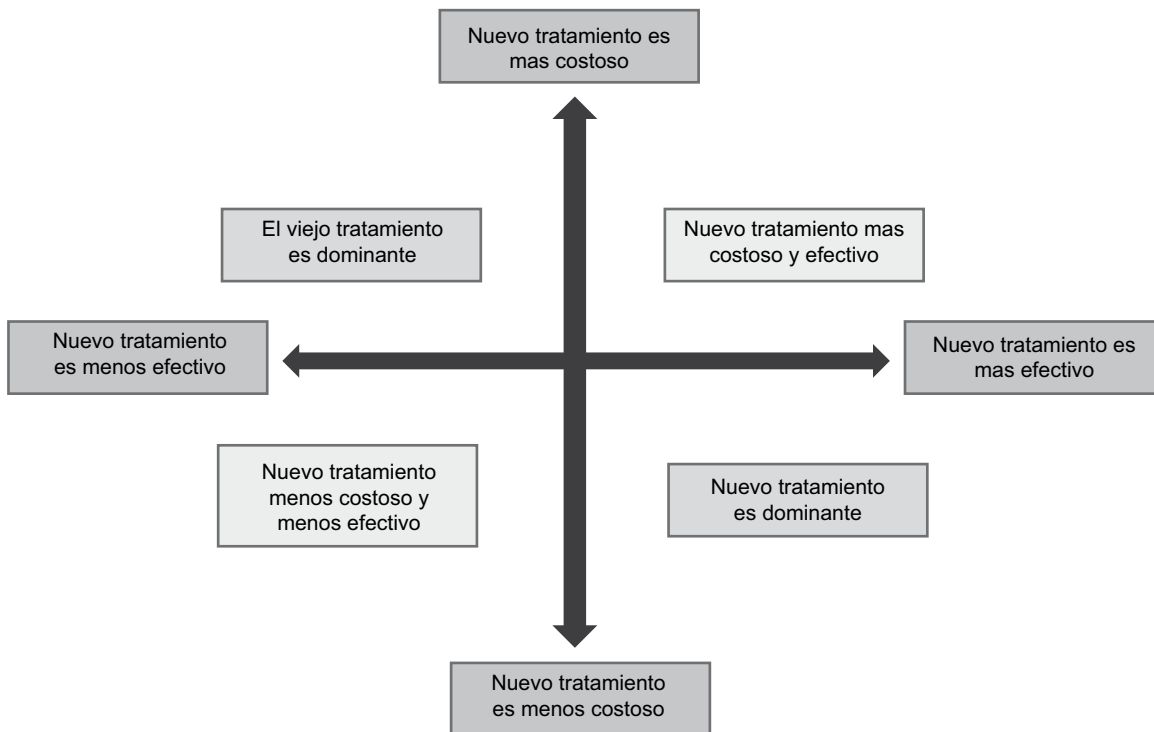 Nuevo tratamiento es
mas costoso
El viejo tratamiento
es dominante
Nuevo tratamiento mas
costoso y efectivo
Nuevo tratamiento
es menos efectivo
Nuevo tratamiento es
mas efectivo
Nuevo tratamiento
menos costoso y
menos efectivo
Nuevo tratamiento
es dominante
Nuevo tratamiento
es menos costoso